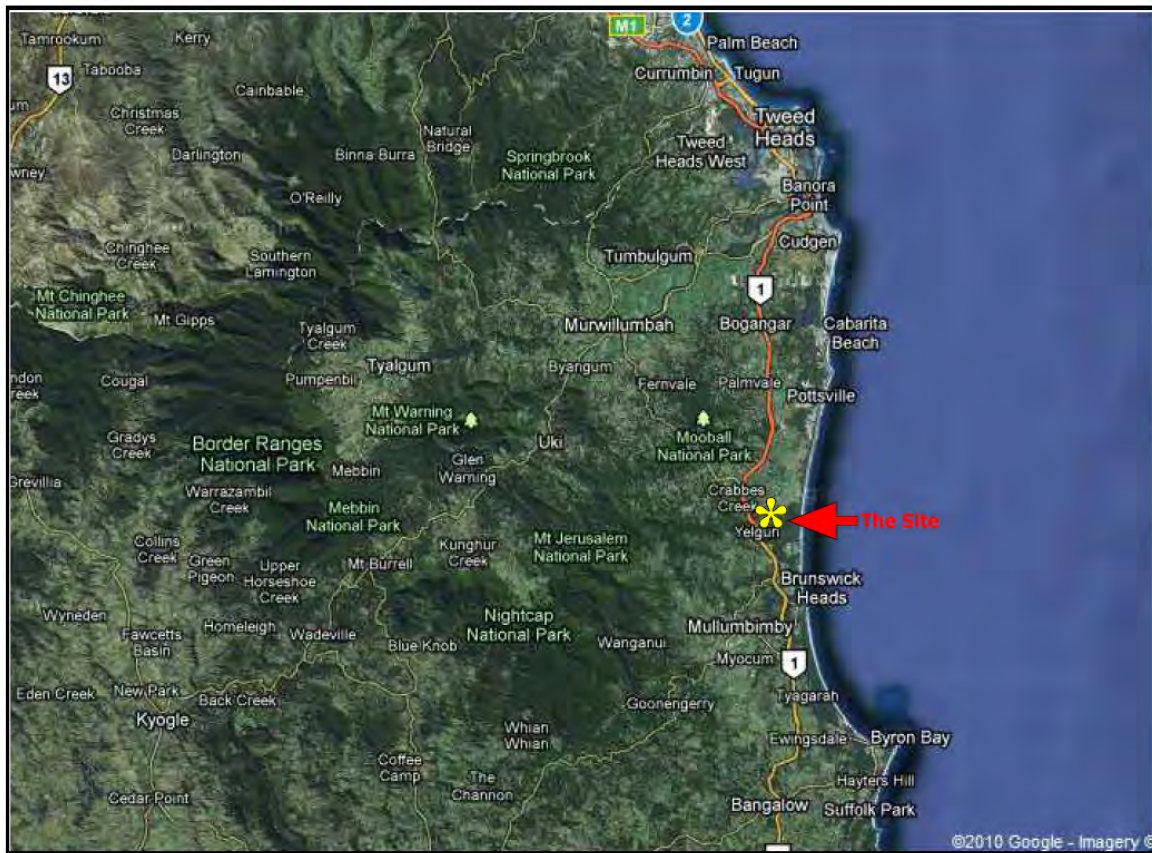 M1
2
Tamrookum
Kerry
Palm Beach
13
Tabooba
Currumbin
Tugun
Cainbable
Christmas
Creek
Natural
Bridge
Tweed
Heads
Darlington
Binna Burra
Springbrook
National Park
Tweed
Heads West
wney
O'Reilly
Banora
Point
Chinghee
Creek
Southern
Lamington
Tumbulgum
Cudgen
Mt Chinghee
National Park
Mt Gipps
1
Tyalgum
Creek
Murwillumbah
Bogangar
Cabarita
Beach
Tyalgum
Byangum
ndon
reek
Cougal
Pumpenbil
Fernvale
Palmvale
Pottsville
Mt Warning
National Park
Gradys
Creek
Border Ranges
National Park
Uki
Mooball
National Park
Mebbin
Glen
Warning
Grevillia
Warrazambil
Creek
Crabbes
Creek
Mebbin
National Park
The Site
Yelgun
Collins
Creek
Green
Pigeon
Upper
Horseshoe
Creek
Mt Burrell
Kunghur
Creek
Mt Jerusalem
National Park
Brunswick
Heads
Wyneden
Homeleigh
Nightcap
National Park
Fawcetts
Basin
Wadeville
Blue Knob
Wanganui
Mullumbimby
Myocum
1
Eden Creek
New Park
Back Creek
Tyagarah
Kyogle
Goonengerry
Whian
Whian
Ewingsdale
Byron Bay
Coffee
Camp
The
Channon
Hayters Hill
Cedar Point
Bangalow
Suffolk Park
©2010 Google - Imagery ©